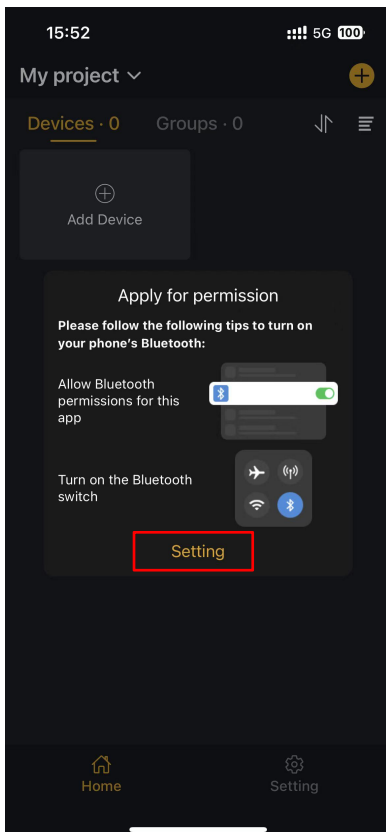 15:52
5G 100
My project
Devices · 0 Groups · 0
Add Device
Apply for permission
Please follow the following tips to turn on
your phone's Bluetooth:
Allow Bluetooth
permissions for this
app
Turn on the Bluetooth
switch
Setting
Home
Setting